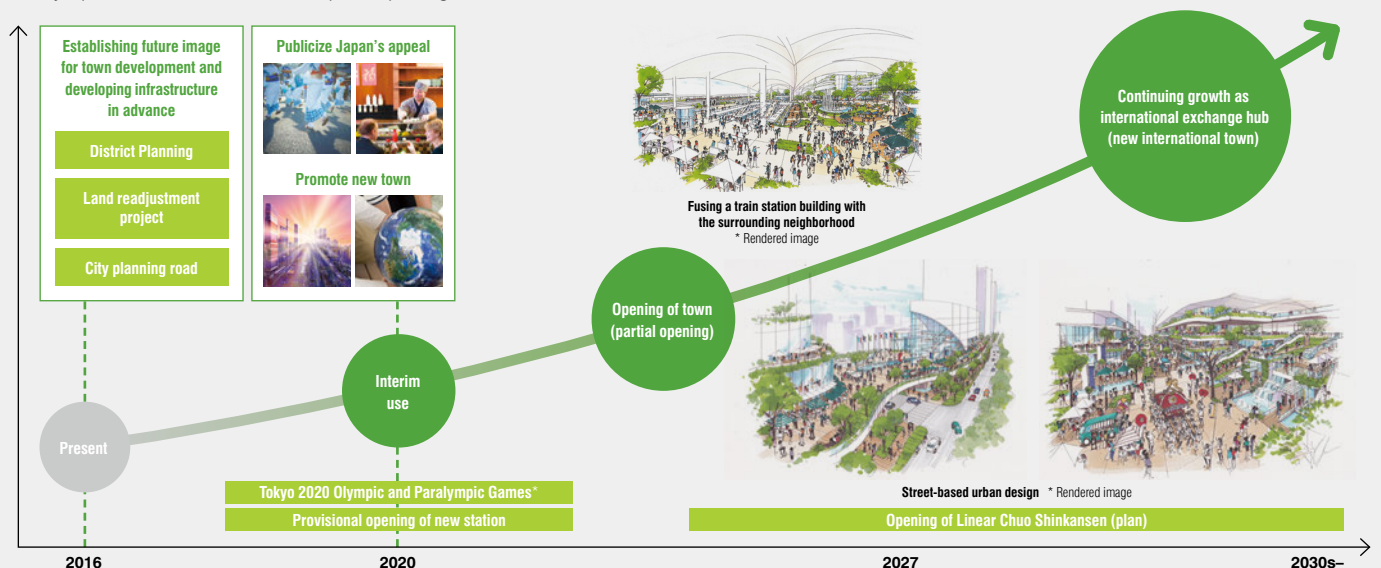 Establishing future image
for town development and
developing infrastructure
in advance
District Planning
Land readjustment
project
City planning road
Publicize Japan's appeal
Promote new town
Fusing a train station building with
the surrounding neighborhood
* Rendered image
Continuing growth as
international exchange hub
(new international town)
Opening of town
(partial opening)
Interim
use
Present
Street-based urban design * Rendered image
Tokyo 2020 Olympic and Paralympic Games*
Provisional opening of new station
Opening of Linear Chuo Shinkansen (plan)
2016
2020
2027
2030s–